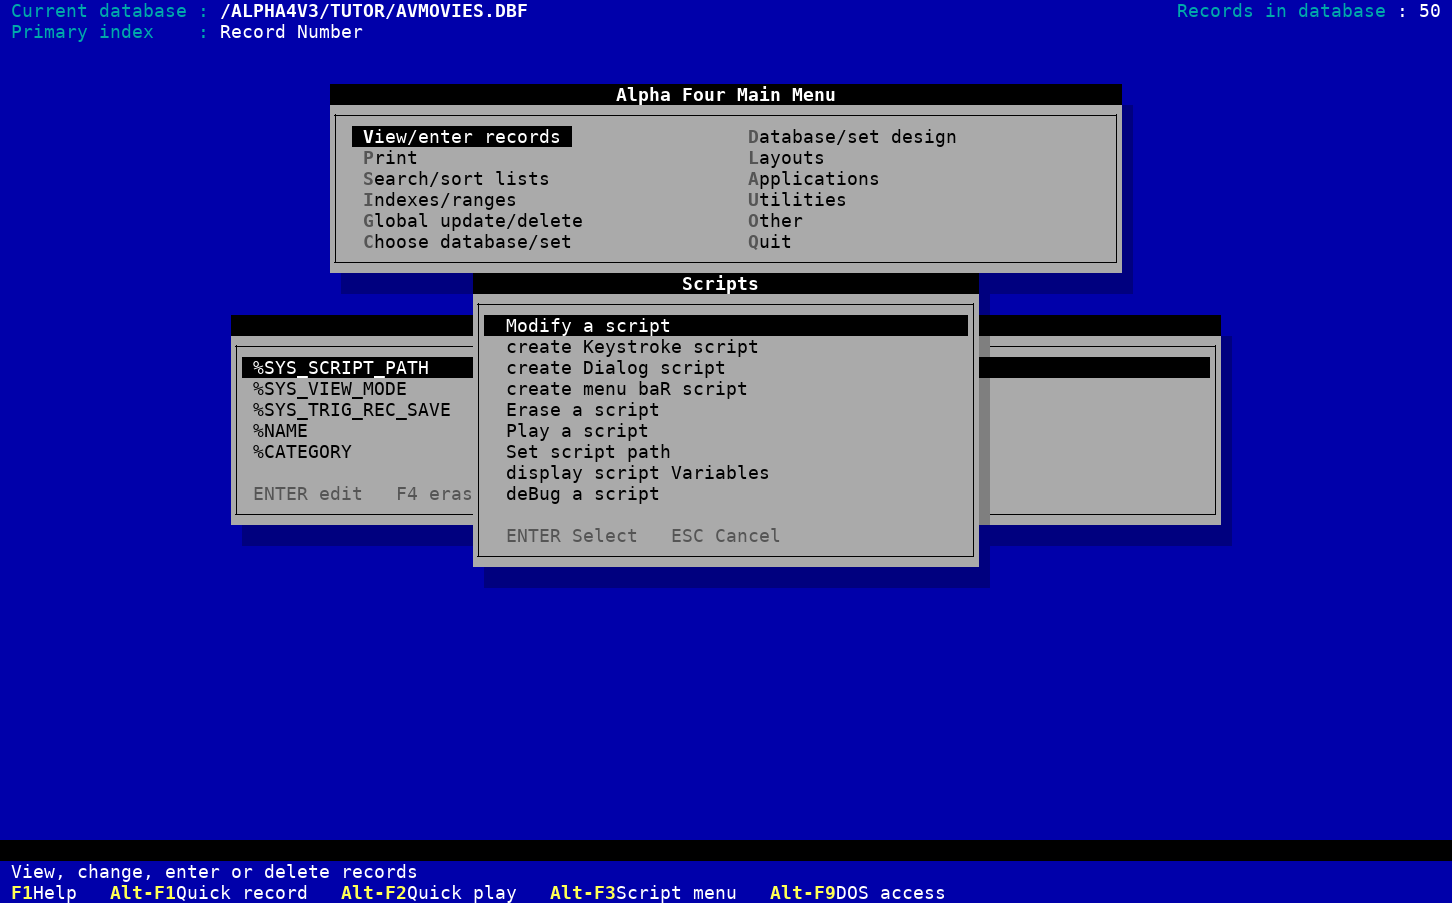 Current database : /ALPHA4V3/TUTOR/AVMOVIES.DBF Records in database : 50
Primary index : Record Number
Alpha Four Main Menu
View/enter records Database/set design
Print Layouts
Search/sort lists Applications
Indexes/ranges Utilities
Global update/delete Other
Choose database/set Quit
Scripts
Modify a script
create Keystroke script
%SYS_SCRIPT_PATH create Dialog script
%SYS_VIEW_MODE create menu baR script
%SYS_TRIG_REC_SAVE Erase a script
%NAME Play a script
%CATEGORY Set script path
display script Variables
ENTER edit F4 eras deBug a script
ENTER Select ESC Cancel
View, change, enter or delete records
F1Help Alt-F1Quick record Alt-F2Quick play Alt-F3Script menu Alt-F9DOS access